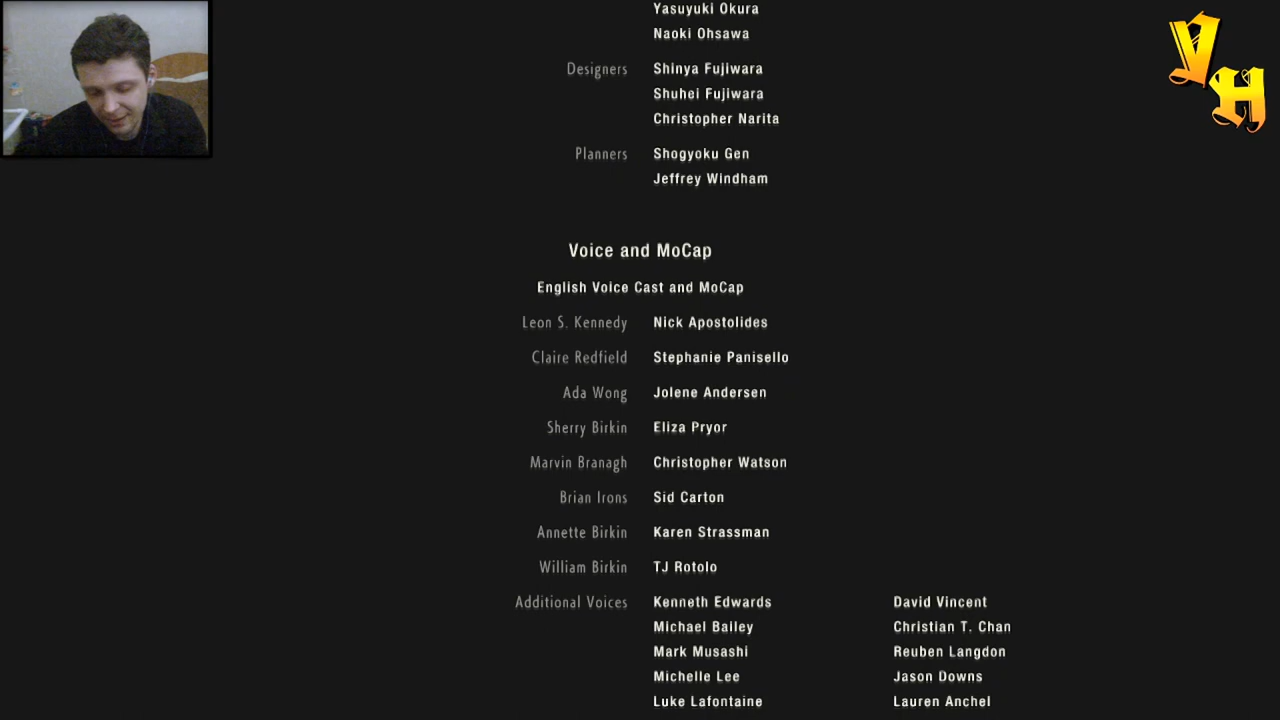 VH
Yasuyuki Okura
Naoki Ohsawa
Designers Shinya Fujiwara
Shuhei Fujiwara
Christopher Narita
Planners Shogyoku Gen
Jeffrey Windham
Voice and MoCap
English Voice Cast and MoCap
Leon S. Kennedy Nick Apostolides
Claire Redfield Stephanie Panisello
Ada Wong Jolene Andersen
Sherry Birkin Eliza Pryor
Marvin Branagh Christopher Watson
Brian Irons Sid Carton
Annette Birkin Karen Strassman
William Birkin TJ Rotolo
Additional Voices Kenneth Edwards David Vincent
Michael Bailey Christian T. Chan
Mark Musashi Reuben Langdon
Michelle Lee Jason Downs
Luke Lafontaine Lauren Anchel